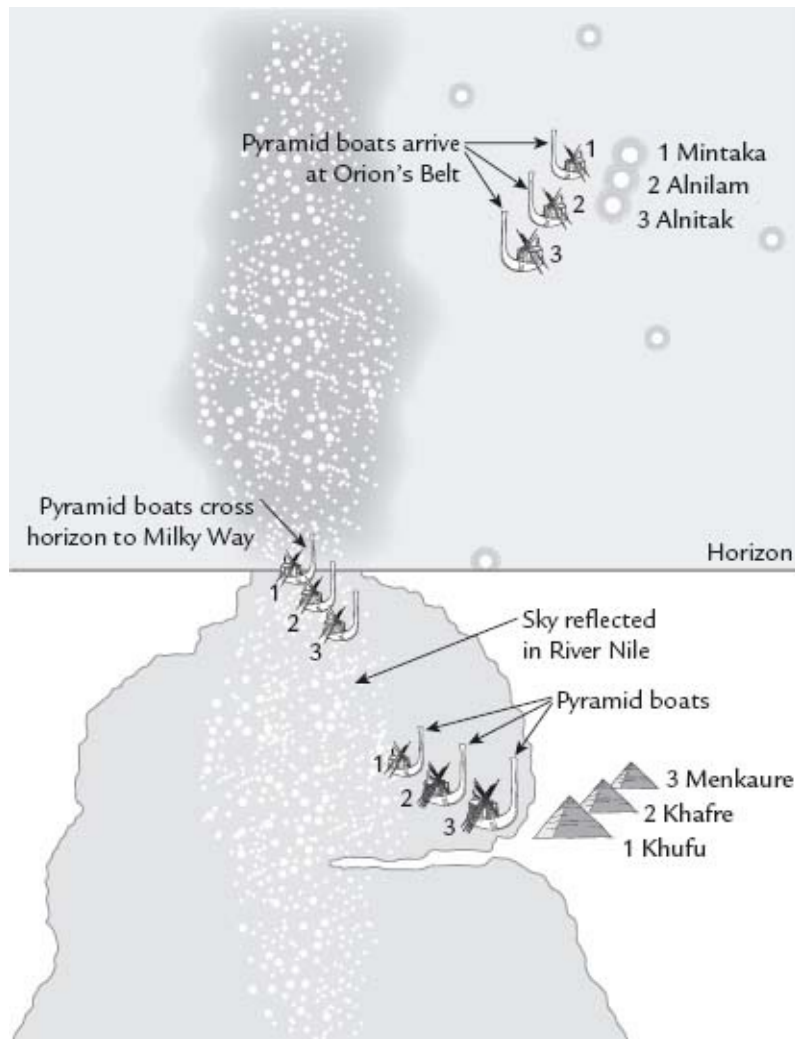 Pyramid boats arrive
at Orion's Belt
1
2
3
1 Mintaka
2 Alnilam
3 Alnitak
Pyramid boats cross
horizon to Milky Way
Horizon
1
2
3
Sky reflected
in River Nile
Pyramid boats
1
2
3
3 Menkaure
2 Khafre
1 Khufu